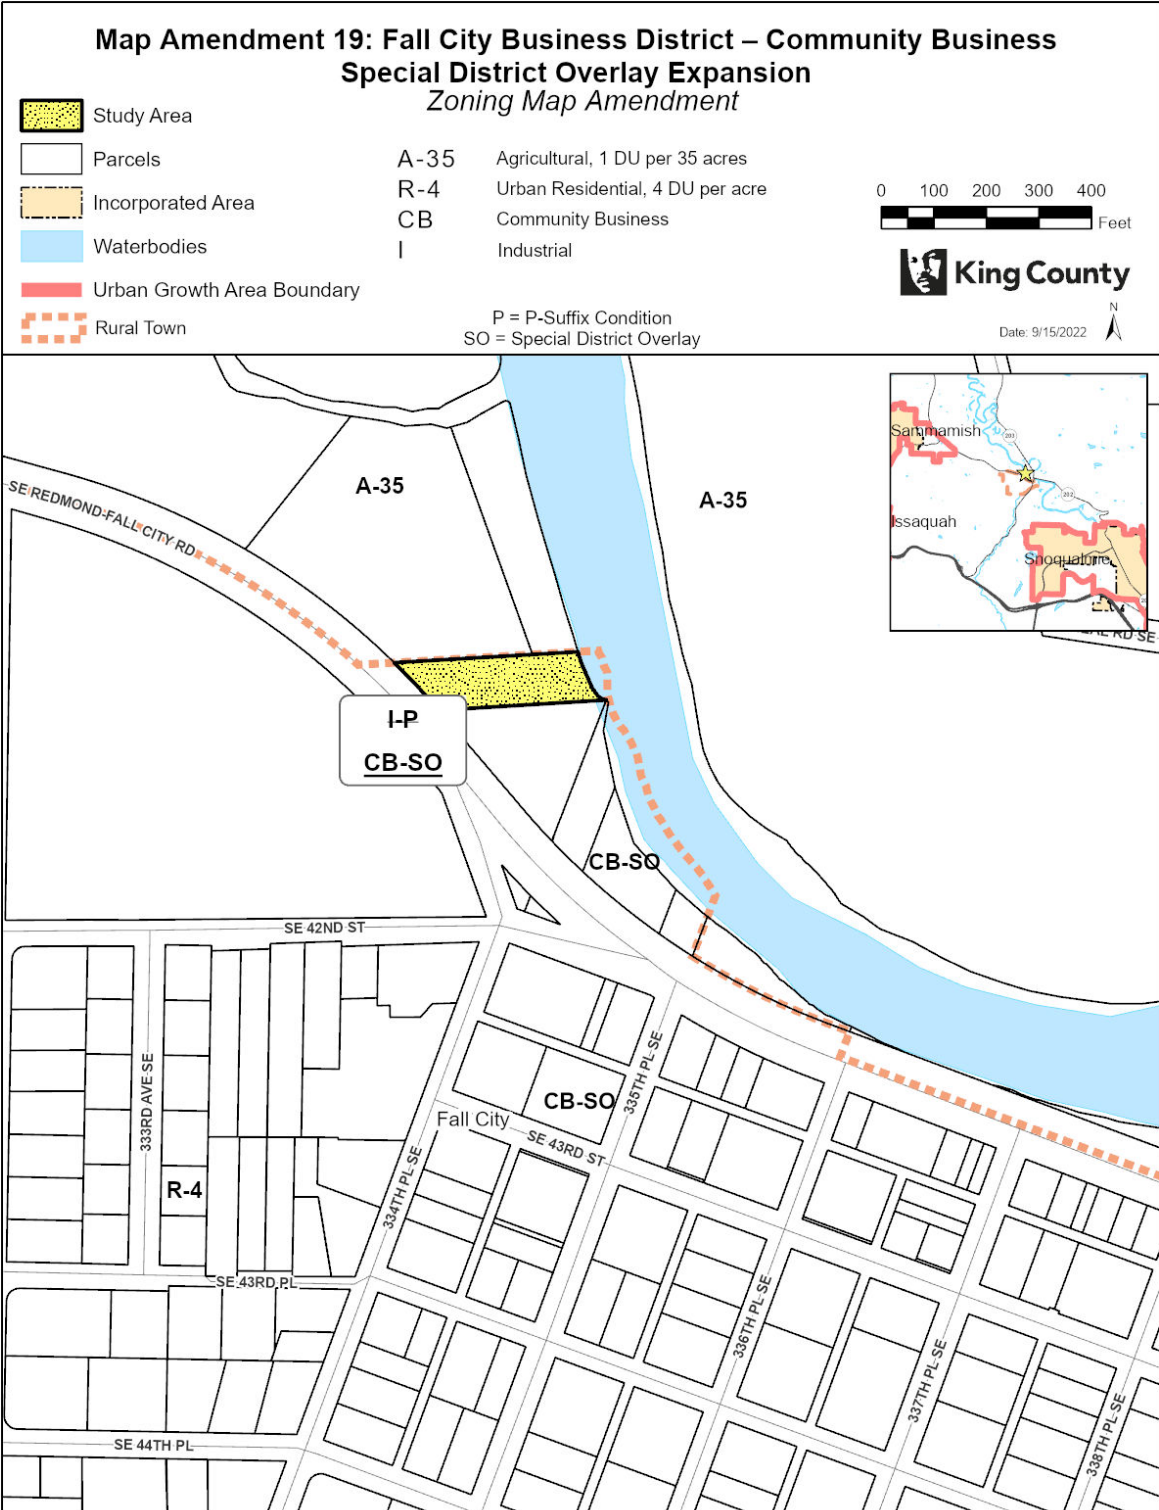 Map Amendment 19: Fall City Business District – Community Business
Special District Overlay Expansion
Zoning Map Amendment
Study Area
Parcels
Incorporated Area
Waterbodies
Urban Growth Area Boundary
Rural Town
A-35 Agricultural, 1 DU per 35 acres
R-4 Urban Residential, 4 DU per acre
CB Community Business
I Industrial
P = P-Suffix Condition
SO = Special District Overlay
0 100 200 300 400
Feet
King County
N
Date: 9/15/2022
Sammamish
203
202
Issaquah
Snoqualmie
RD SE
A-35
A-35
SE REDMOND-FALL CITY RD
I-P
CB-SO
CB-SO
SE 42ND ST
333RD AVE SE
335TH PL SE
CB-SO
Fall City
SE 43RD ST
334TH PL SE
R-4
SE 43RD PL
336TH PL SE
337TH PL SE
338TH PL SE
SE 44TH PL